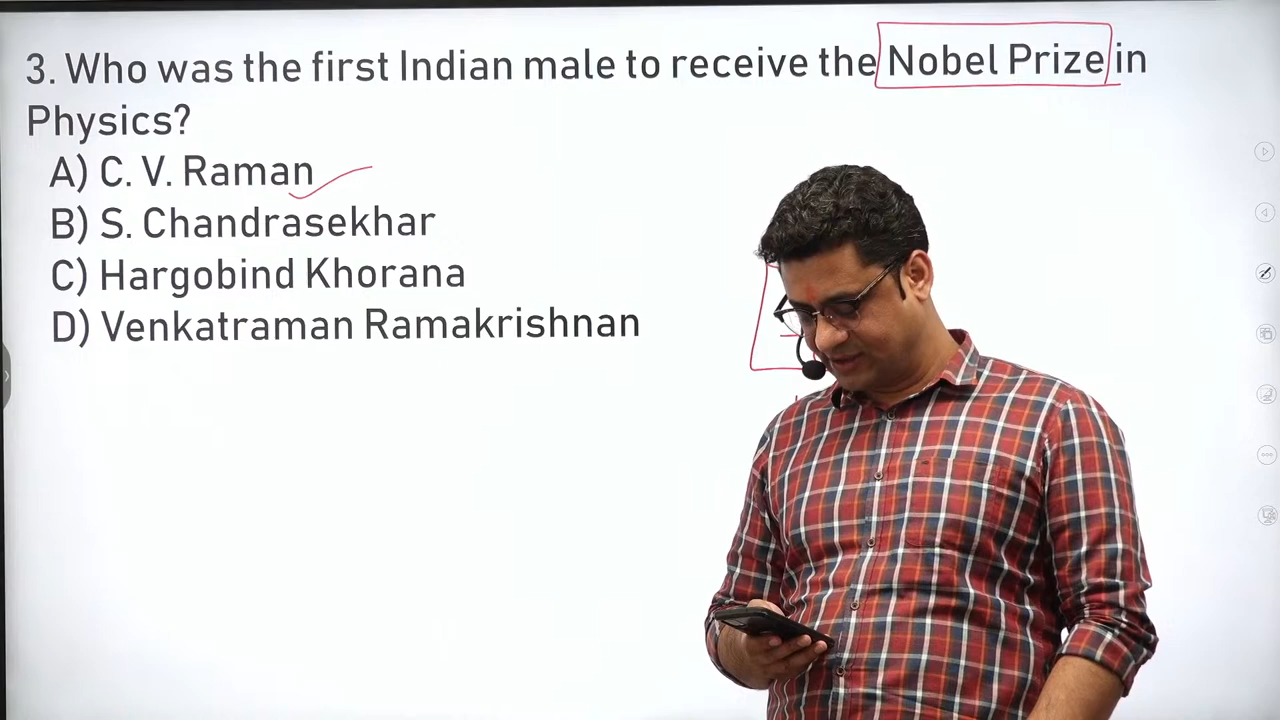 3. Who was the first Indian male to receive the Nobel Prize in
Physics?
A) C. V. Raman
B) S. Chandrasekhar
C) Hargobind Khorana
D) Venkatraman Ramakrishnan